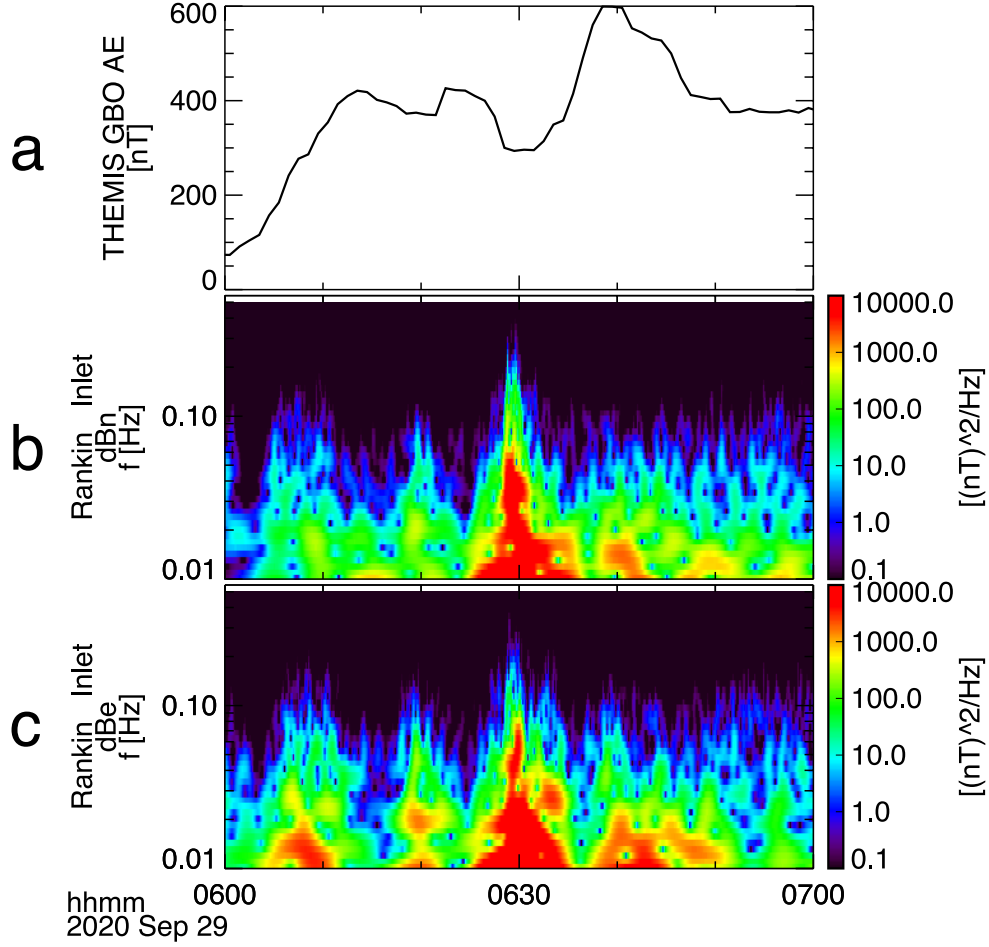 a
THEMIS GBO AE
[nT]
600
400
200
0
b
Rankin Inlet
dBn
f [Hz]
0.10
0.01
10000.0
1000.0
100.0
10.0
1.0
0.1
[(nT)^2/Hz]
c
Rankin Inlet
dBe
f [Hz]
0.10
0.01
10000.0
1000.0
100.0
10.0
1.0
0.1
[(nT)^2/Hz]
0600 0630 0700
hhmm
2020 Sep 29